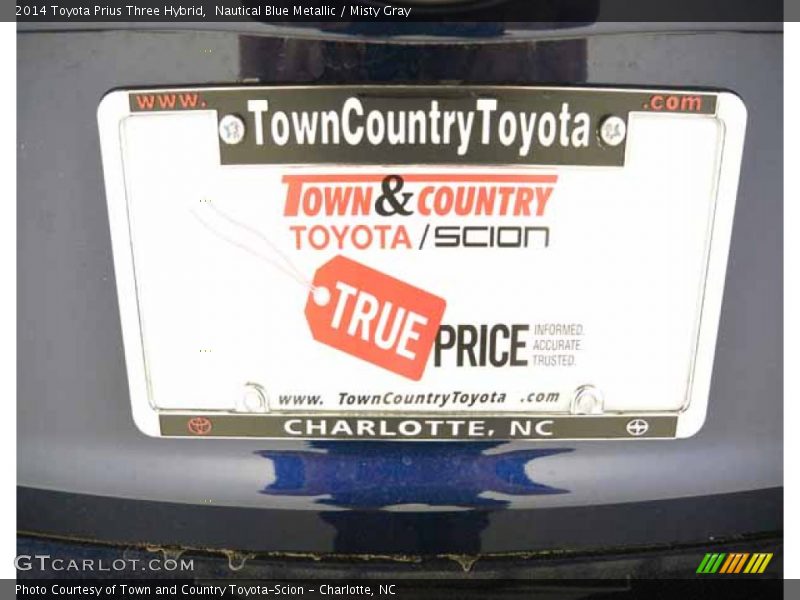 2014 Toyota Prius Three Hybrid,  Nautical Blue Metallic / Misty Gray
www. TownCountryToyota .com
TOWN & COUNTRY
TOYOTA / SCION
TRUE PRICE
INFORMED.
ACCURATE.
TRUSTED.
www. TownCountryToyota .com
CHARLOTTE, NC
GTCARLOT.COM
Photo Courtesy of Town and Country Toyota-Scion - Charlotte, NC